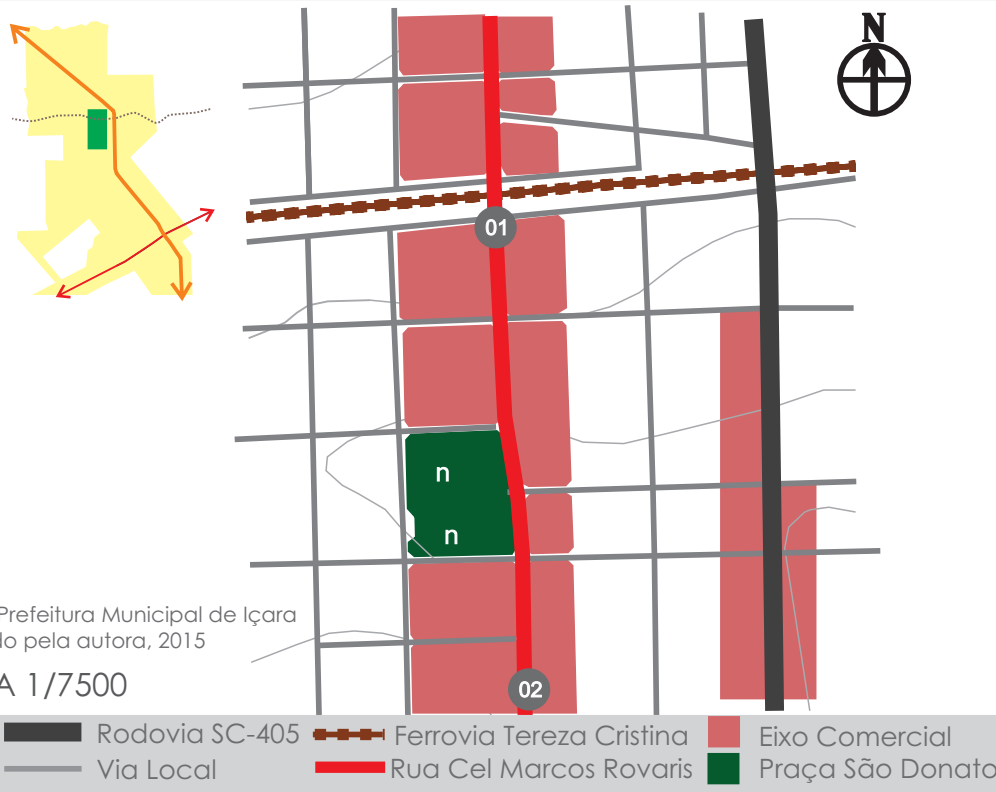 N
01
n
n
Prefeitura Municipal de Içara
do pela autora, 2015
A 1/7500
02
Rodovia SC-405
Ferrovia Tereza Cristina
Eixo Comercial
Via Local
Rua Cel Marcos Rovaris
Praça São Donato